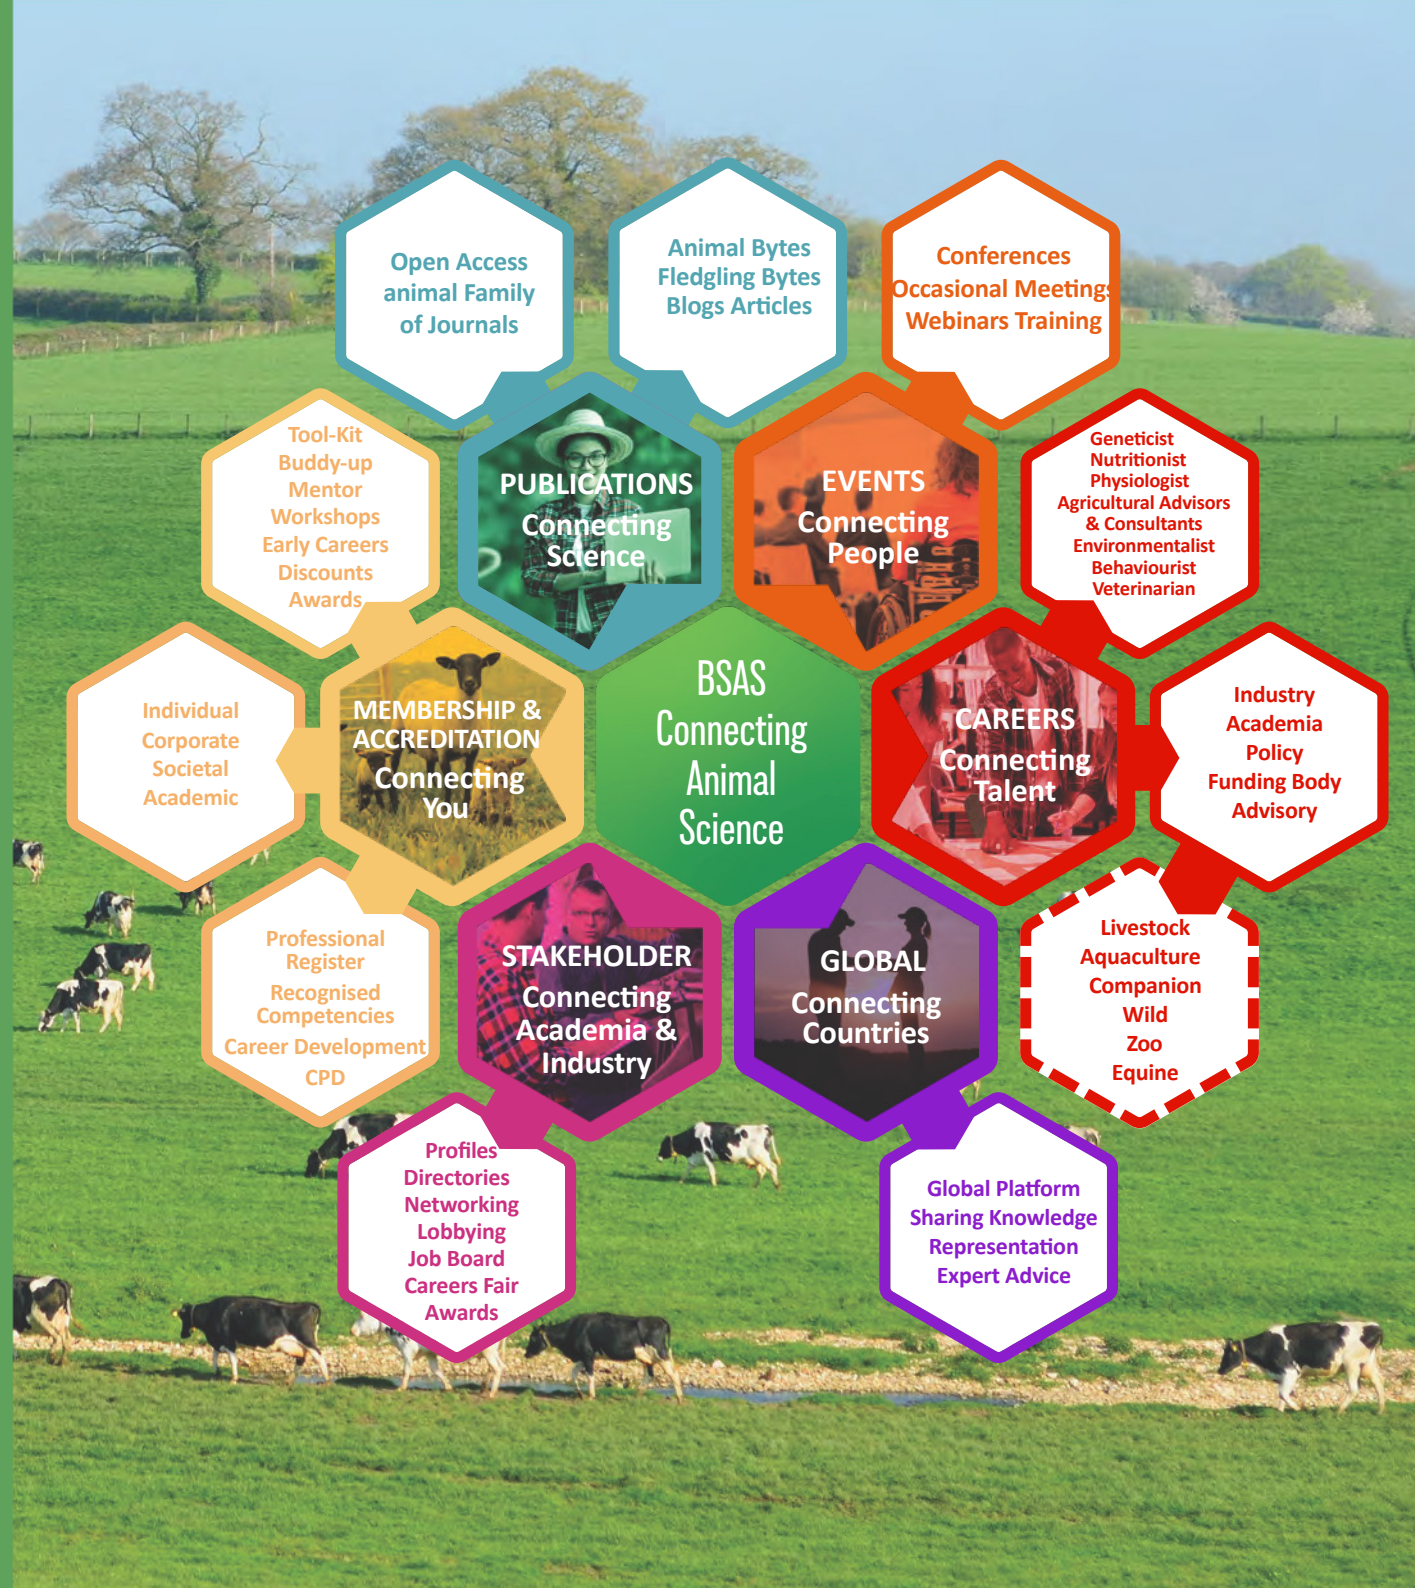 Open Access
animal Family
of Journals
Animal Bytes
Fledgling Bytes
Blogs Articles
Conferences
Occasional Meetings
Webinars Training
Tool-Kit
Buddy-up
Mentor
Workshops
Early Careers
Discounts
Awards
PUBLICATIONS
Connecting
Science
EVENTS
Connecting
People
Geneticist
Nutritionist
Physiologist
Agricultural Advisors
& Consultants
Environmentalist
Behaviourist
Veterinarian
Individual
Corporate
Societal
Academic
MEMBERSHIP &
ACCREDITATION
Connecting
You
BSAS
Connecting
Animal
Science
CAREERS
Connecting
Talent
Industry
Academia
Policy
Funding Body
Advisory
Professional
Register
Recognised
Competencies
Career Development
CPD
STAKEHOLDER
Connecting
Academia &
Industry
GLOBAL
Connecting
Countries
Livestock
Aquaculture
Companion
Wild
Zoo
Equine
Profiles
Directories
Networking
Lobbying
Job Board
Careers Fair
Awards
Global Platform
Sharing Knowledge
Representation
Expert Advice